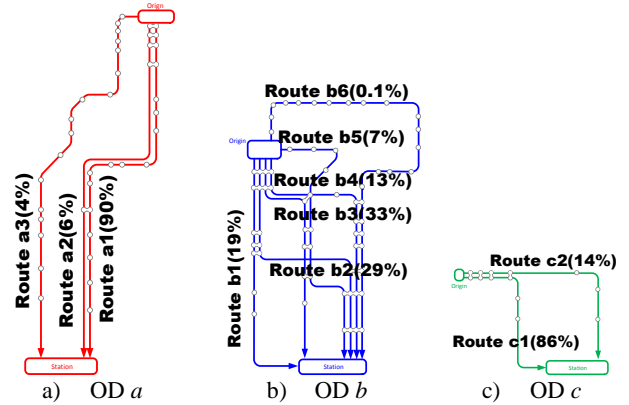 Origin
Route a3(4%)
Route a2(6%)
Route a1(90%)
Station
a) OD a
Route b6(0.1%)
Origin
Route b5(7%)
Route b4(13%)
Route b3(33%)
Route b1(19%)
Route b2(29%)
Station
b) OD b
Route c2(14%)
Origin
Route c1(86%)
Station
c) OD c